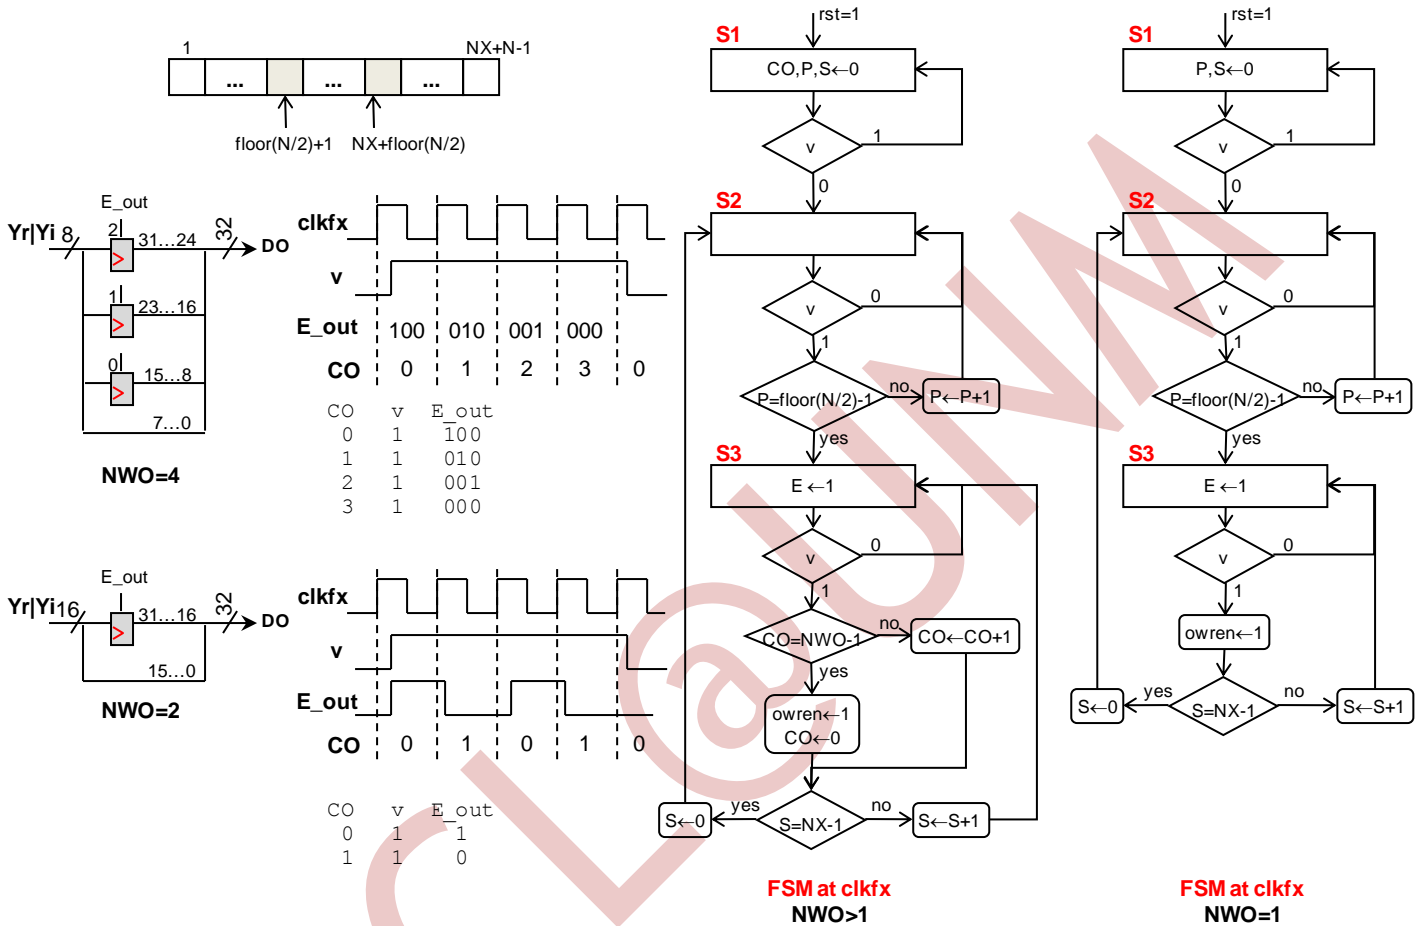 1
NX+N-1
...
...
...
floor(N/2)+1
NX+floor(N/2)
E_out
Yr|Yi
8
2
31...24
32
DO
1
23...16
0
15...8
7...0
NWO=4
clkfx
v
E_out
100 010 001 000
CO
0 1 2 3 0
CO v E_out
0 1 100
1 1 010
2 1 001
3 1 000
E_out
Yr|Yi
16
31...16
32
DO
15...0
NWO=2
clkfx
v
E_out
CO
0 1 0 1 0
CO v E_out
0 1 1
1 1 0
rst=1
S1
CO,P,S←0
v
1
0
S2
v
0
1
P=floor(N/2)-1
no
P←P+1
yes
S3
E ←1
v
0
1
CO=NWO-1
no
CO←CO+1
yes
owren←1
CO←0
S=NX-1
yes
S←0
no
S←S+1
FSM at clkfx
NWO>1
rst=1
S1
P,S←0
v
1
0
S2
v
0
1
P=floor(N/2)-1
no
P←P+1
yes
S3
E ←1
v
0
1
owren←1
S=NX-1
yes
S←0
no
S←S+1
FSM at clkfx
NWO=1
CL@UNM